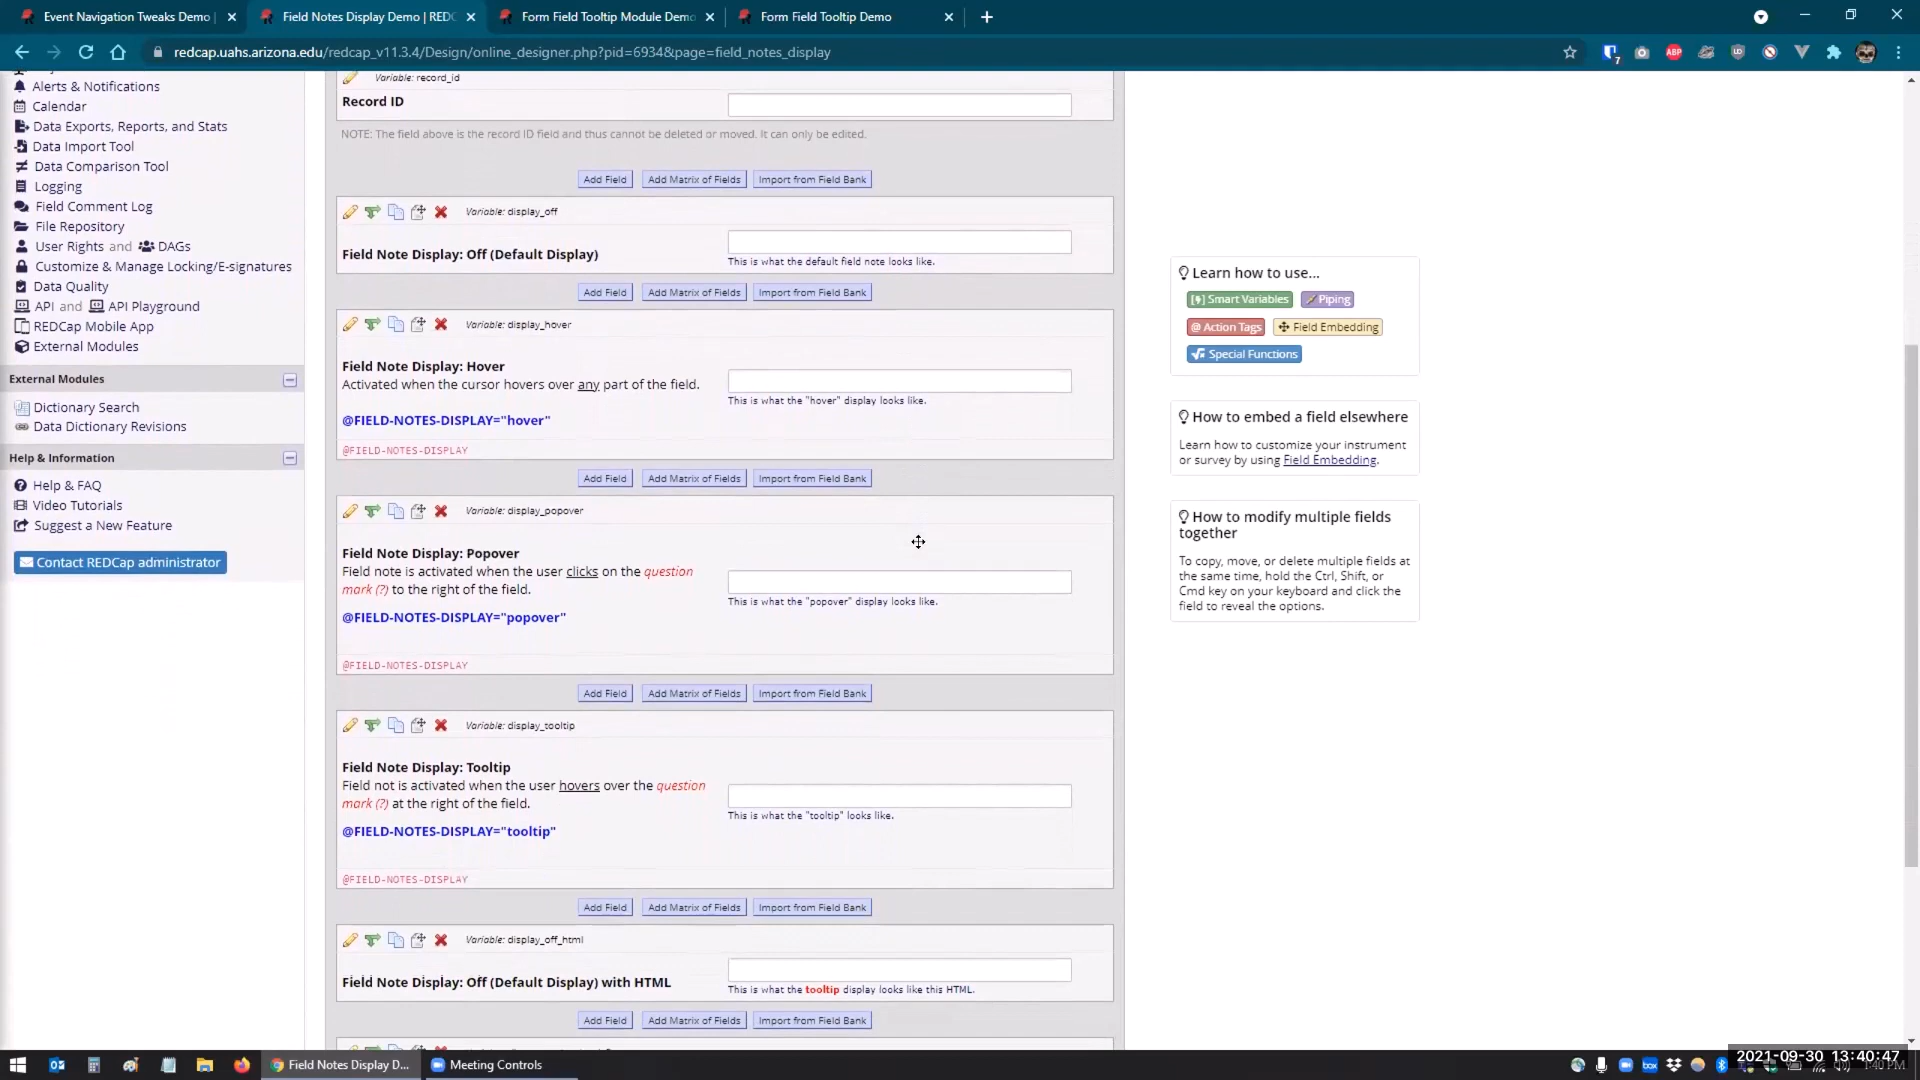 Event Navigation Tweaks Demo |
Field Notes Display Demo | REDC
Form Field Tooltip Module Demo
Form Field Tooltip Demo
redcap.uahs.arizona.edu/redcap_v11.3.4/Design/online_designer.php?pid=6934&page=field_notes_display
Alerts & Notifications
Calendar
Data Exports, Reports, and Stats
Data Import Tool
Data Comparison Tool
Logging
Field Comment Log
File Repository
User Rights and DAGs
Customize & Manage Locking/E-signatures
Data Quality
API and API Playground
REDCap Mobile App
External Modules
External Modules
Dictionary Search
Data Dictionary Revisions
Help & Information
Help & FAQ
Video Tutorials
Suggest a New Feature
Contact REDCap administrator
Variable: record_id
Record ID
NOTE: The field above is the record ID field and thus cannot be deleted or moved. It can only be edited.
Add Field Add Matrix of Fields Import from Field Bank
Variable: display_off
Field Note Display: Off (Default Display)
This is what the default field note looks like.
Add Field Add Matrix of Fields Import from Field Bank
Variable: display_hover
Field Note Display: Hover
Activated when the cursor hovers over any part of the field.
This is what the "hover" display looks like.
@FIELD-NOTES-DISPLAY="hover"
@FIELD-NOTES-DISPLAY
Add Field Add Matrix of Fields Import from Field Bank
Variable: display_popover
Field Note Display: Popover
Field note is activated when the user clicks on the question
mark (?) to the right of the field.
This is what the "popover" display looks like.
@FIELD-NOTES-DISPLAY="popover"
@FIELD-NOTES-DISPLAY
Add Field Add Matrix of Fields Import from Field Bank
Variable: display_tooltip
Field Note Display: Tooltip
Field not is activated when the user hovers over the question
mark (?) at the right of the field.
This is what the "tooltip" looks like.
@FIELD-NOTES-DISPLAY="tooltip"
@FIELD-NOTES-DISPLAY
Add Field Add Matrix of Fields Import from Field Bank
Variable: display_off_html
Field Note Display: Off (Default Display) with HTML
This is what the tooltip display looks like this HTML.
Add Field Add Matrix of Fields Import from Field Bank
Learn how to use...
Smart Variables Piping
@ Action Tags Field Embedding
Special Functions
How to embed a field elsewhere
Learn how to customize your instrument
or survey by using Field Embedding.
How to modify multiple fields
together
To copy, move, or delete multiple fields at
the same time, hold the Ctrl, Shift, or
Cmd key on your keyboard and click the
field to reveal the options.
Field Notes Display D...
Meeting Controls
2021-09-30 13:40:47
1:40 PM